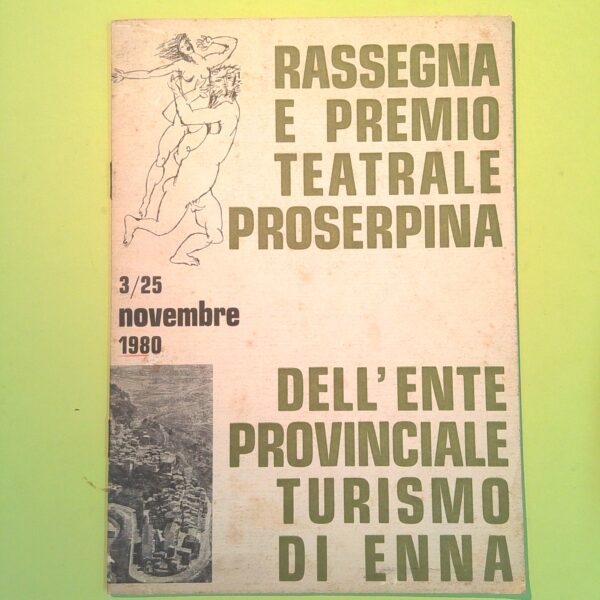 RASSEGNA
E PREMIO
TEATRALE
PROSERPINA
3/25
novembre
1980
DELL'ENTE
PROVINCIALE
TURISMO
DI ENNA